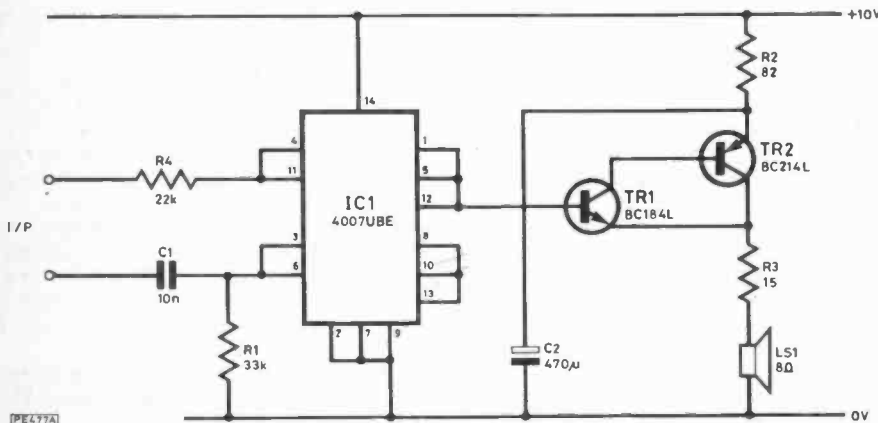 +10V
R2
82
14
4
1
R4
11
5
TR2
BC214L
22k
12
IC1
4007UBE
TR1
BC184L
I/P
3
8
C1
6
10
R3
15
10n
13
2
7
9
R1
33k
C2
470μ
LS1
8Ω
PE477A
0V